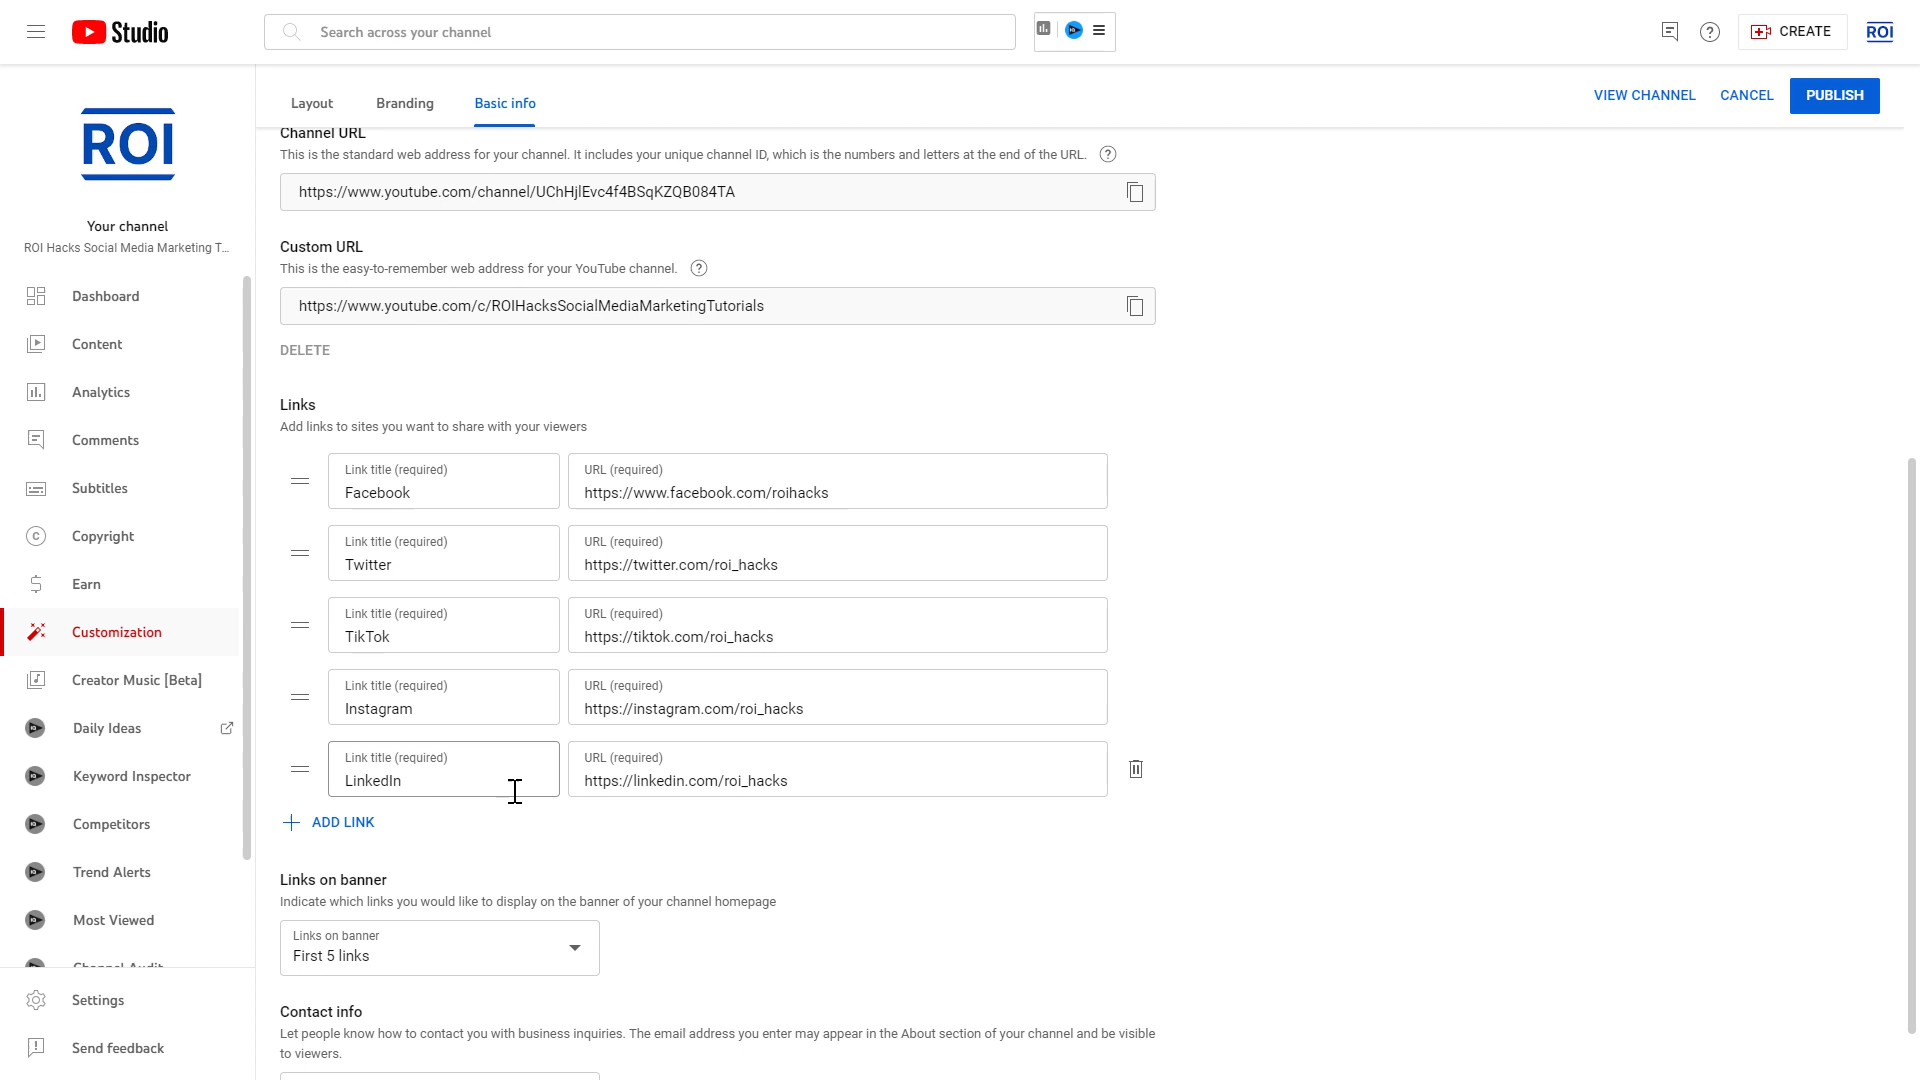 Studio
Search across your channel
CREATE
ROI
ROI
Your channel
ROI Hacks Social Media Marketing T...
Dashboard
Content
Analytics
Comments
Subtitles
Copyright
Earn
Customization
Creator Music [Beta]
Daily Ideas
Keyword Inspector
Competitors
Trend Alerts
Most Viewed
Channel Audit
Settings
Send feedback
Layout
Branding
Basic info
VIEW CHANNEL
CANCEL
PUBLISH
Channel URL
This is the standard web address for your channel. It includes your unique channel ID, which is the numbers and letters at the end of the URL.
https://www.youtube.com/channel/UChHjlEvc4f4BSqKZQB084TA
Custom URL
This is the easy-to-remember web address for your YouTube channel.
https://www.youtube.com/c/ROIHacksSocialMediaMarketingTutorials
DELETE
Links
Add links to sites you want to share with your viewers
Link title (required)
Facebook
URL (required)
https://www.facebook.com/roihacks
Link title (required)
Twitter
URL (required)
https://twitter.com/roi_hacks
Link title (required)
TikTok
URL (required)
https://tiktok.com/roi_hacks
Link title (required)
Instagram
URL (required)
https://instagram.com/roi_hacks
Link title (required)
LinkedIn
URL (required)
https://linkedin.com/roi_hacks
ADD LINK
Links on banner
Indicate which links you would like to display on the banner of your channel homepage
Links on banner
First 5 links
Contact info
Let people know how to contact you with business inquiries. The email address you enter may appear in the About section of your channel and be visible
to viewers.